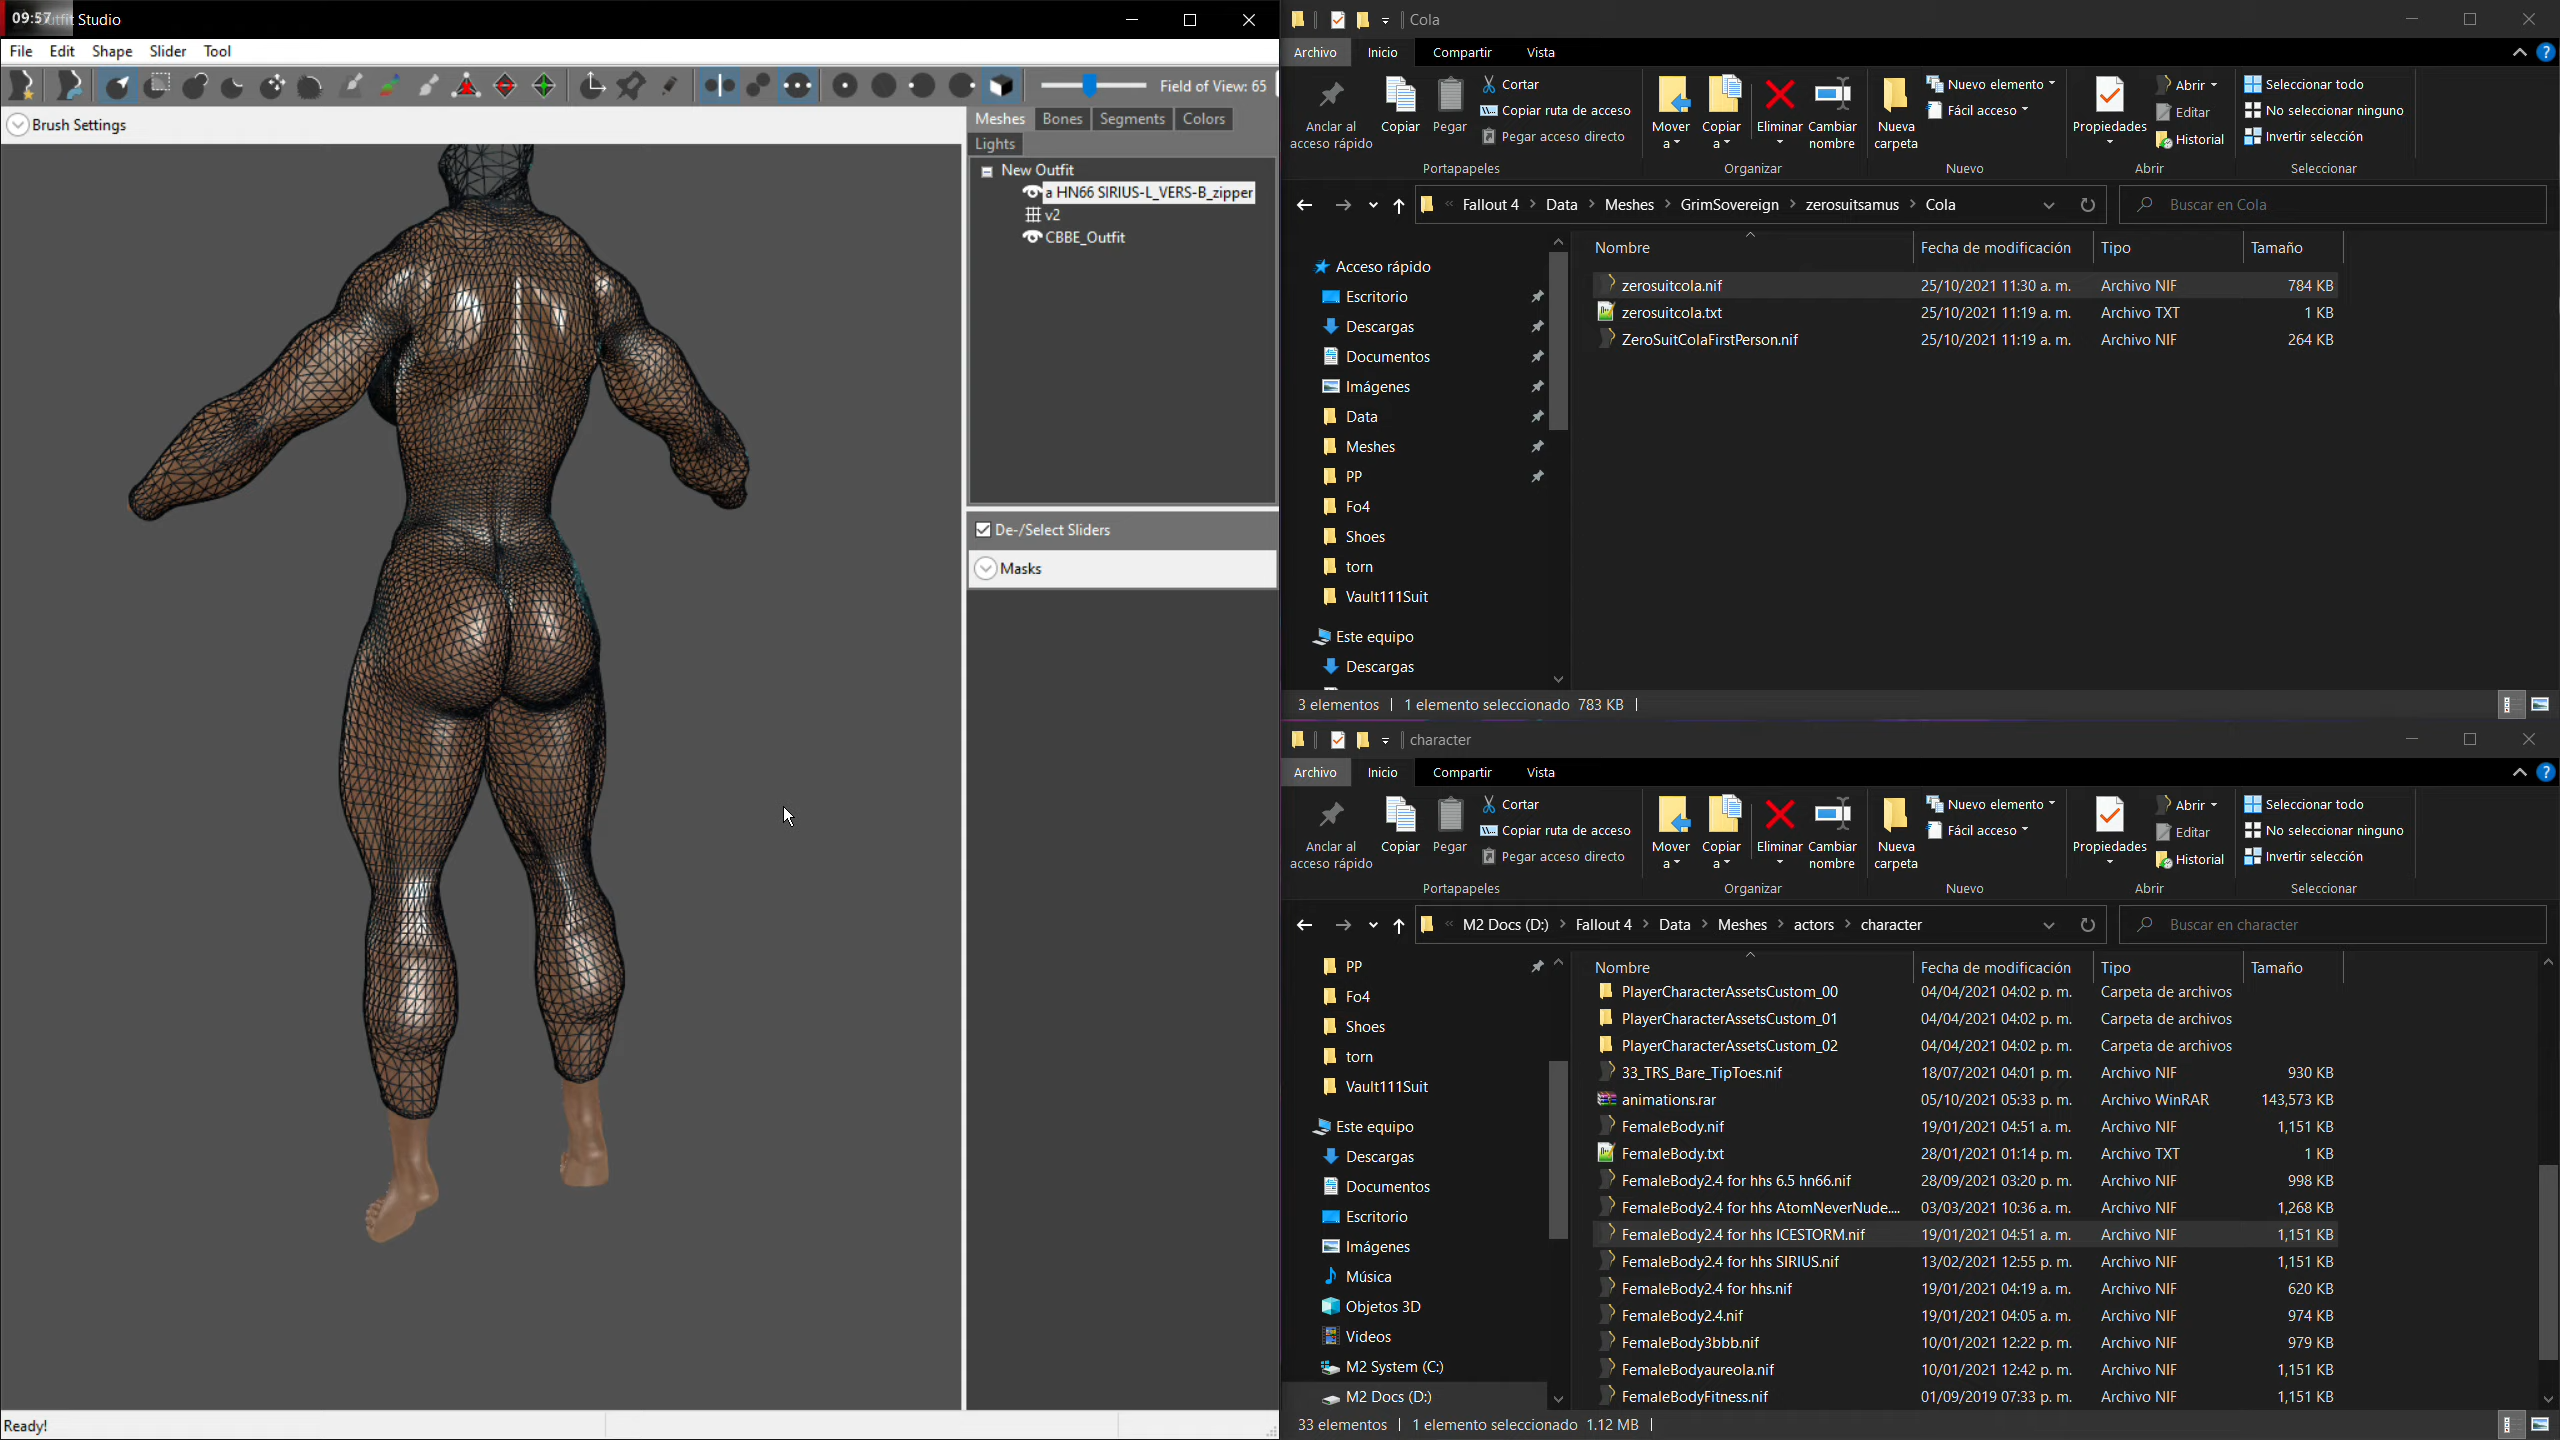 09:57 Outfit Studio
File Edit Shape Slider Tool
Field of View: 65
Brush Settings
Meshes Bones Segments Colors
Lights
New Outfit
a HN66 SIRIUS-L_VERS-B_zipper
v2
CBBE_Outfit
De-/Select Sliders
Masks
Ready!
Cola
Archivo Inicio Compartir Vista
Anclar al acceso rápido
Copiar
Pegar
Cortar
Copiar ruta de acceso
Pegar acceso directo
Portapapeles
Mover a
Copiar a
Eliminar
Cambiar nombre
Organizar
Nueva carpeta
Nuevo elemento
Fácil acceso
Nuevo
Propiedades
Abrir
Editar
Historial
Abrir
Seleccionar todo
No seleccionar ninguno
Invertir selección
Seleccionar
« Fallout 4 > Data > Meshes > GrimSovereign > zerosuitsamus > Cola
Buscar en Cola
Acceso rápido
Escritorio
Descargas
Documentos
Imágenes
Data
Meshes
PP
Fo4
Shoes
torn
Vault111Suit
Este equipo
Descargas
Nombre Fecha de modificación Tipo Tamaño
zerosuitcola.nif 25/10/2021 11:30 a. m. Archivo NIF 784 KB
zerosuitcola.txt 25/10/2021 11:19 a. m. Archivo TXT 1 KB
ZeroSuitColaFirstPerson.nif 25/10/2021 11:19 a. m. Archivo NIF 264 KB
3 elementos 1 elemento seleccionado 783 KB
character
Archivo Inicio Compartir Vista
Anclar al acceso rápido
Copiar
Pegar
Cortar
Copiar ruta de acceso
Pegar acceso directo
Portapapeles
Mover a
Copiar a
Eliminar
Cambiar nombre
Organizar
Nueva carpeta
Nuevo elemento
Fácil acceso
Nuevo
Propiedades
Abrir
Editar
Historial
Abrir
Seleccionar todo
No seleccionar ninguno
Invertir selección
Seleccionar
« M2 Docs (D:) > Fallout 4 > Data > Meshes > actors > character
Buscar en character
PP
Fo4
Shoes
torn
Vault111Suit
Este equipo
Descargas
Documentos
Escritorio
Imágenes
Música
Objetos 3D
Videos
M2 System (C:)
M2 Docs (D:)
Nombre Fecha de modificación Tipo Tamaño
PlayerCharacterAssetsCustom_00 04/04/2021 04:02 p. m. Carpeta de archivos
PlayerCharacterAssetsCustom_01 04/04/2021 04:02 p. m. Carpeta de archivos
PlayerCharacterAssetsCustom_02 04/04/2021 04:02 p. m. Carpeta de archivos
33_TRS_Bare_TipToes.nif 18/07/2021 04:01 p. m. Archivo NIF 930 KB
animations.rar 05/10/2021 05:33 p. m. Archivo WinRAR 143,573 KB
FemaleBody.nif 19/01/2021 04:51 a. m. Archivo NIF 1,151 KB
FemaleBody.txt 28/01/2021 01:14 p. m. Archivo TXT 1 KB
FemaleBody2.4 for hhs 6.5 hn66.nif 28/09/2021 03:20 p. m. Archivo NIF 998 KB
FemaleBody2.4 for hhs AtomNeverNude.... 03/03/2021 10:36 a. m. Archivo NIF 1,268 KB
FemaleBody2.4 for hhs ICESTORM.nif 19/01/2021 04:51 a. m. Archivo NIF 1,151 KB
FemaleBody2.4 for hhs SIRIUS.nif 13/02/2021 12:55 p. m. Archivo NIF 1,151 KB
FemaleBody2.4 for hhs.nif 19/01/2021 04:19 a. m. Archivo NIF 620 KB
FemaleBody2.4.nif 19/01/2021 04:05 a. m. Archivo NIF 974 KB
FemaleBody3bbb.nif 10/01/2021 12:22 p. m. Archivo NIF 979 KB
FemaleBodyaureola.nif 10/01/2021 12:42 p. m. Archivo NIF 1,151 KB
FemaleBodyFitness.nif 01/09/2019 07:33 p. m. Archivo NIF 1,151 KB
33 elementos 1 elemento seleccionado 1.12 MB